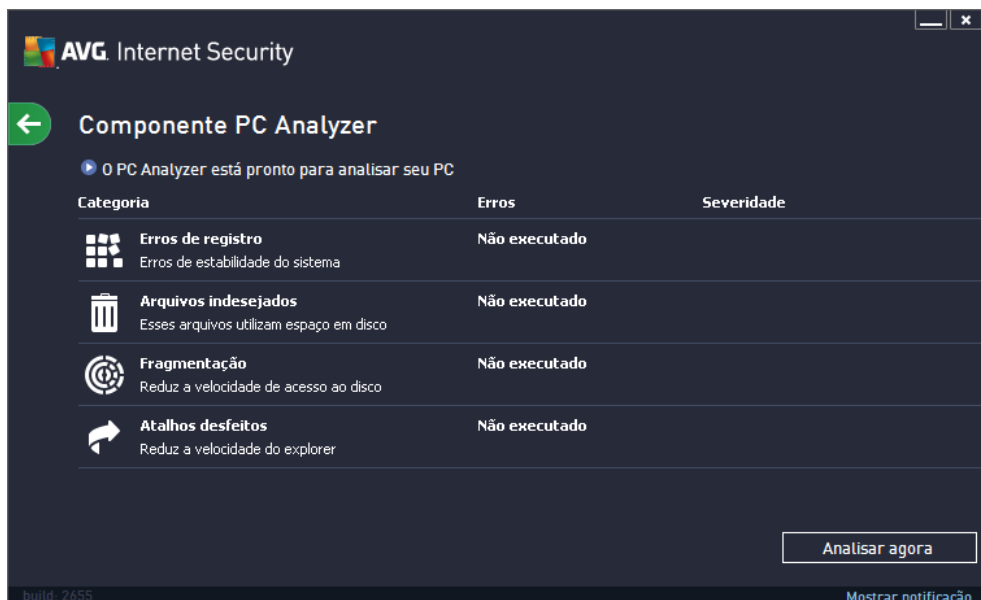 AVG. Internet Security
Componente PC Analyzer
O PC Analyzer está pronto para analisar seu PC
Categoria Erros Severidade
Erros de registro Não executado
Erros de estabilidade do sistema
Arquivos indesejados Não executado
Esses arquivos utilizam espaço em disco
Fragmentação Não executado
Reduz a velocidade de acesso ao disco
Atalhos desfeitos Não executado
Reduz a velocidade do explorer
Analisar agora
build: 2655 Mostrar notificação